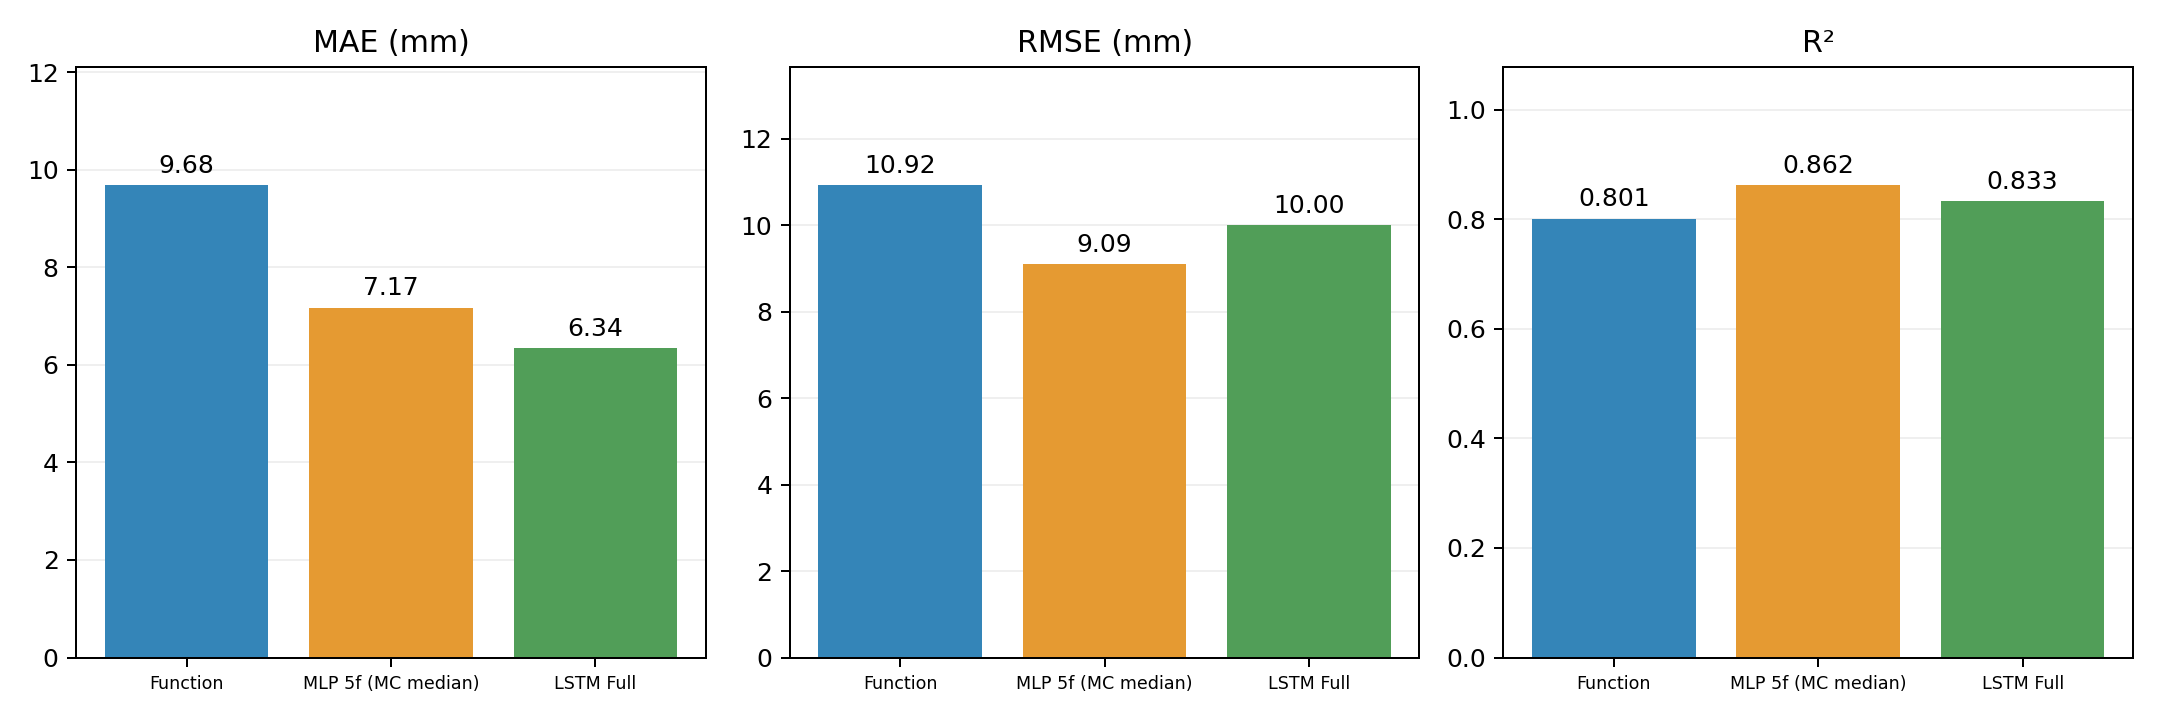 MAE (mm)
12
10
8
6
4
2
0
9.68
7.17
6.34
Function
MLP 5f (MC median)
LSTM Full
RMSE (mm)
12
10
8
6
4
2
0
10.92
9.09
10.00
Function
MLP 5f (MC median)
LSTM Full
R²
1.0
0.8
0.6
0.4
0.2
0.0
0.801
0.862
0.833
Function
MLP 5f (MC median)
LSTM Full